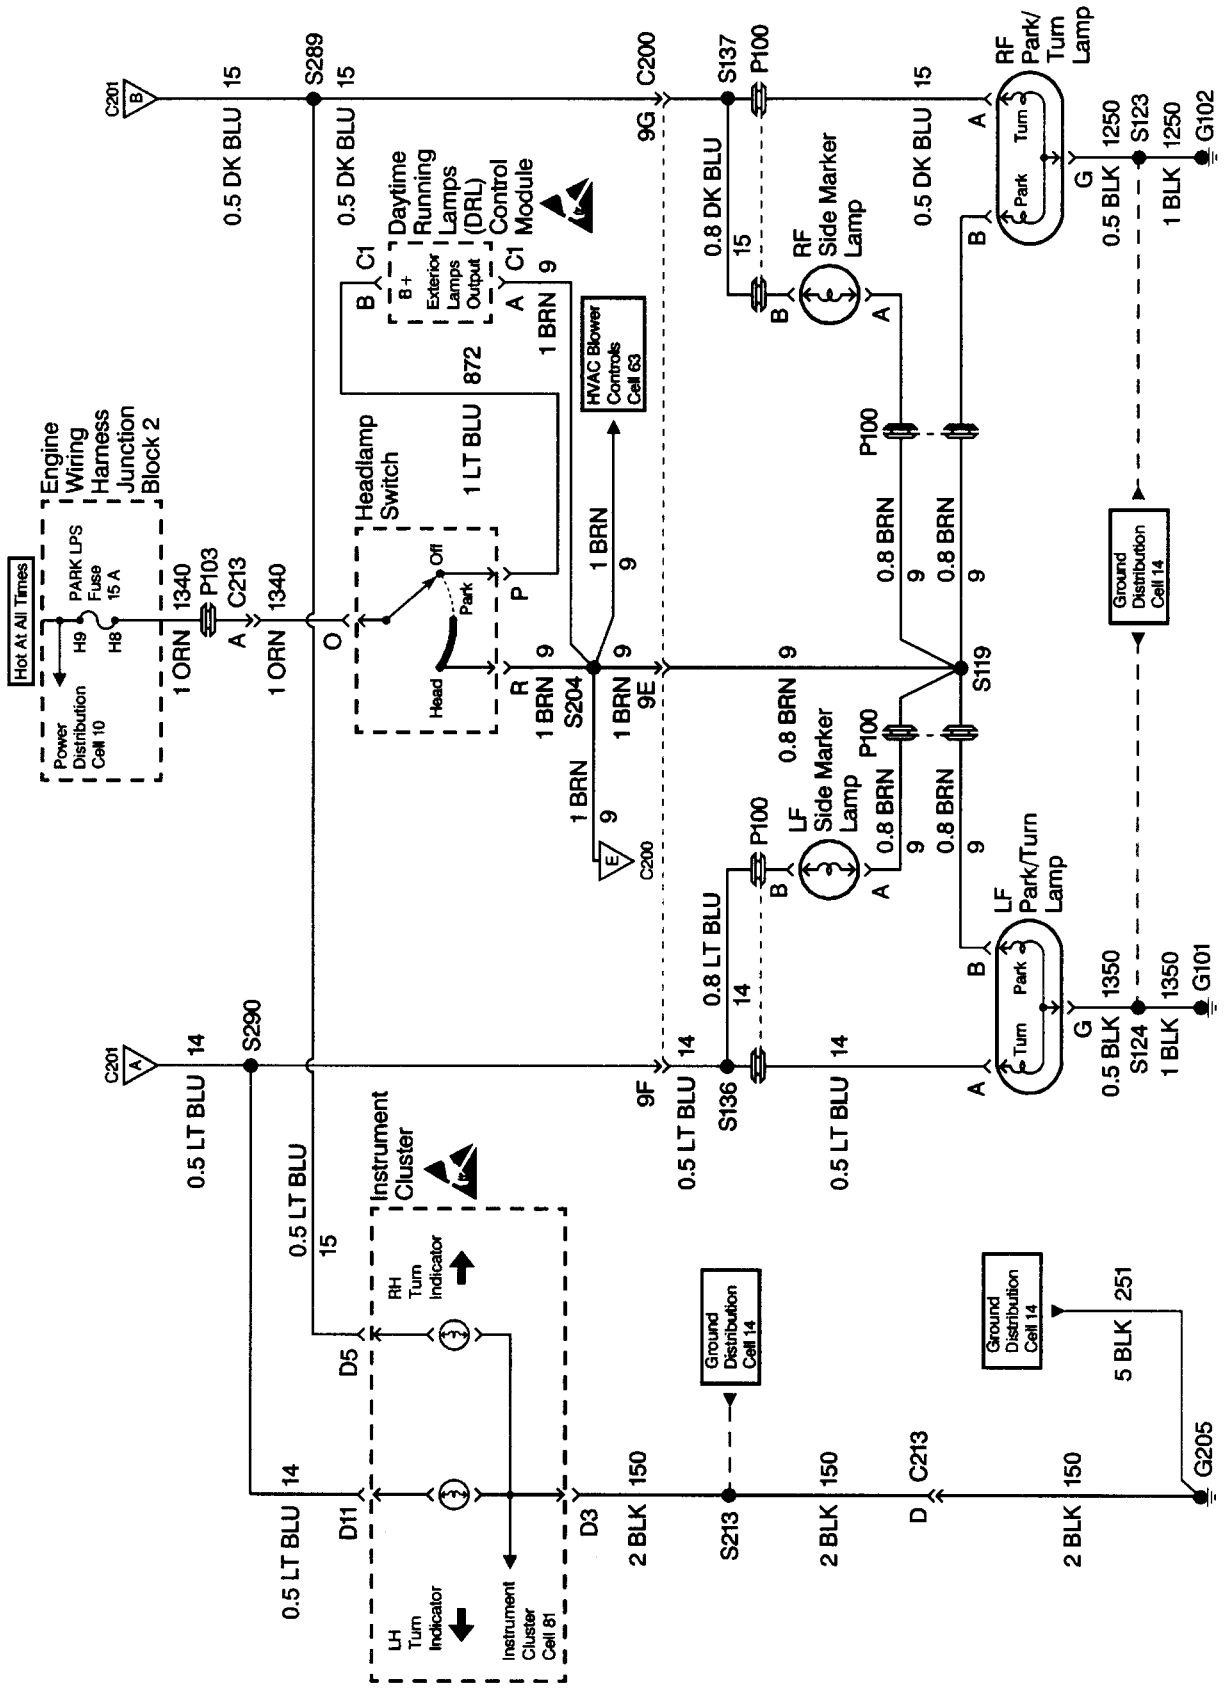 Hot At All Times
Power
Distribution
Cell 10
H9
H8
PARK LPS
Fuse
15 A
Engine
Wiring
Harness
Junction
Block 2
1 ORN 1340
P103
A C213
1 ORN 1340
O
Headlamp
Switch
Off
Park
Head
R
P
1 LT BLU 872
B C1
B+
Exterior
Lamps
Output
A C1
Daytime
Running
Lamps
(DRL)
Control
Module
1 BRN 9
1 BRN 9
S204
1 BRN 9
9E
1 BRN
9
HVAC Blower
Controls
Cell 63
1 BRN
9
E
C200
C201
B
0.5 DK BLU 15
S289
0.5 DK BLU 15
9G C200
S137
P100
0.8 DK BLU
15
0.5 DK BLU 15
B
RF
Side Marker
Lamp
A
A
B
Park Turn
RF
Park/
Turn
Lamp
G
0.5 BLK 1250
S123
1 BLK 1250
G102
C201
A
0.5 LT BLU 14
S290
9F
0.5 LT BLU 14
S136
0.8 LT BLU
14
P100
0.5 LT BLU 14
B
LF
Side Marker
Lamp
A
0.8 BRN 9
S119
P100
0.8 BRN
9
0.8 BRN
9
P100
0.8 BRN
9
0.8 BRN
9
A
B
Turn Park
LF
Park/Turn
Lamp
G
0.5 BLK 1350
S124
1 BLK 1350
G101
Ground
Distribution
Cell 14
0.5 LT BLU
15
0.5 LT BLU 14
D11
D5
Instrument
Cluster
LH
Turn
Indicator
RH
Turn
Indicator
Instrument
Cluster
Cell 81
D3
2 BLK 150
S213
Ground
Distribution
Cell 14
2 BLK 150
D C213
2 BLK 150
G205
Ground
Distribution
Cell 14
5 BLK 251